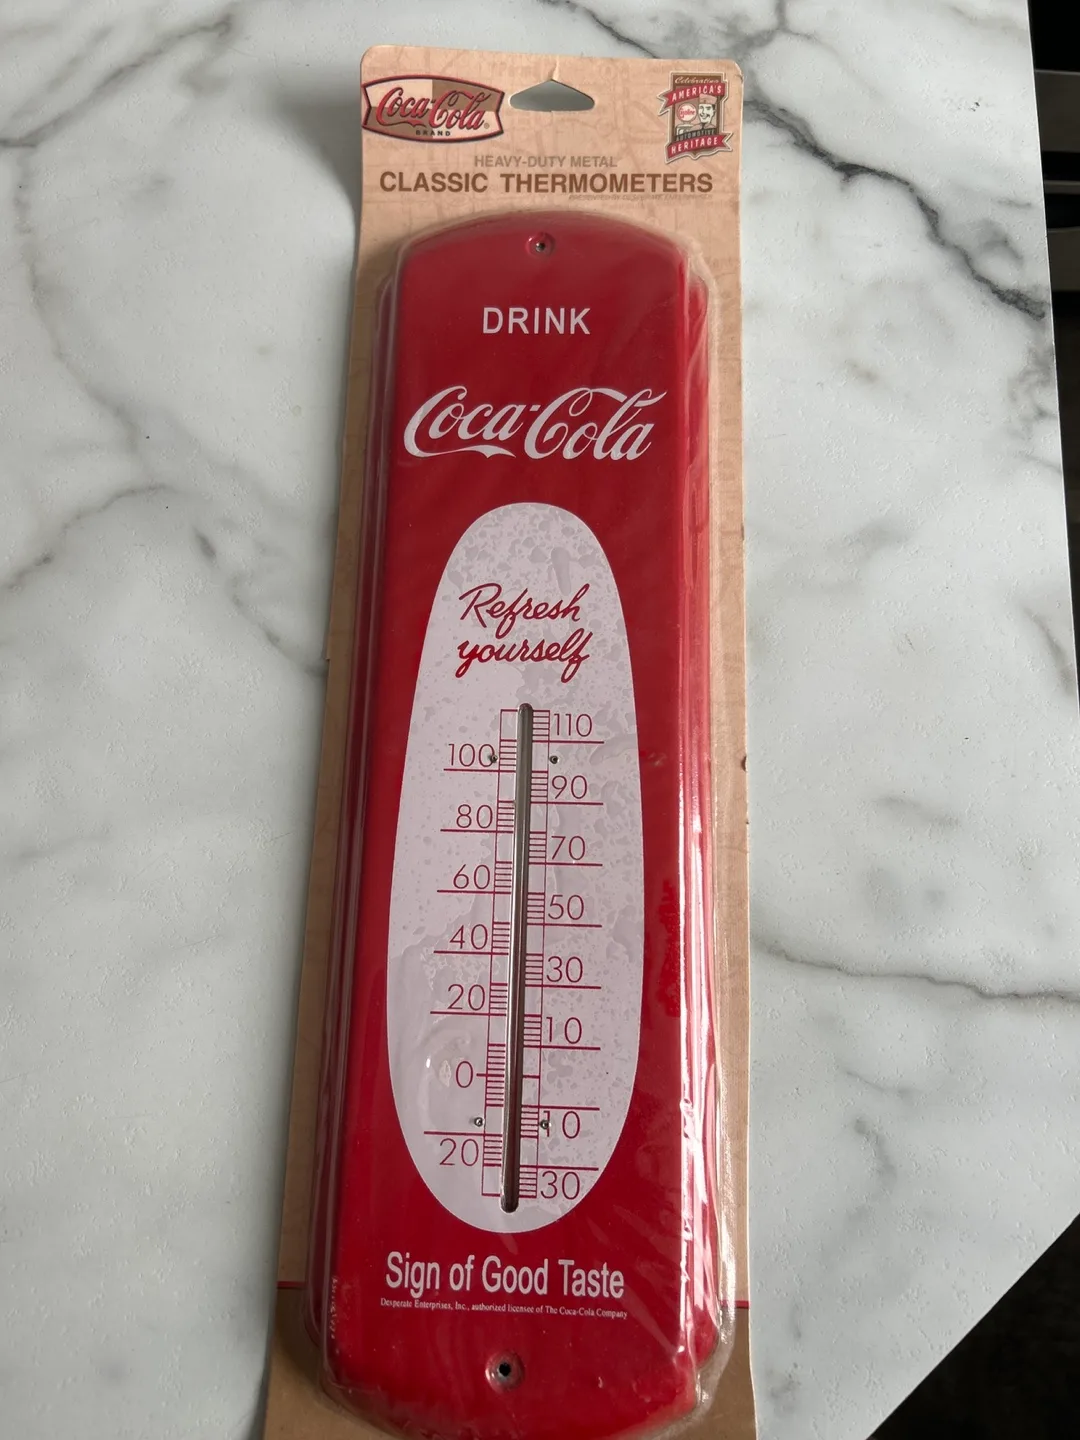 Coca-Cola
BRAND
Celebrating
AMERICA'S
AUTOMOTIVE
HERITAGE
HEAVY-DUTY METAL
CLASSIC THERMOMETERS
DRINK
Coca-Cola
Refresh
yourself
110
100
90
80
70
60
50
40
30
20
10
0
10
20
30
Sign of Good Taste
Desperate Enterprises, Inc., authorized licensee of The Coca-Cola Company